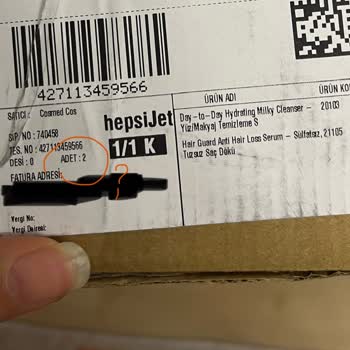 427113459566
SATICI : Cosmed Cos
hepsiJet
SİP. NO : 740458
TES. NO : 427113459566
1/1 K
DESİ : 0
ADET : 2
?
FATURA ADRESİ:
Vergi No:
Vergi Dairesi:
ÜRÜN ADI
ÜRÜN KO
Day-to-Day Hydrating Milky Cleanser - 20103
Yüz/Makyaj Temizleme S
Hair Guard Anti Hair Loss Serum - Sülfatsız, 21105
Tuzsuz Saç Dökü